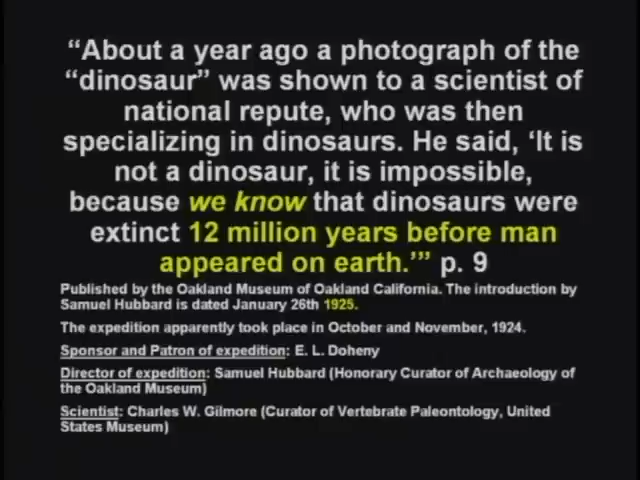 “About a year ago a photograph of the
“dinosaur” was shown to a scientist of
national repute, who was then
specializing in dinosaurs. He said, ‘It is
not a dinosaur, it is impossible,
because we know that dinosaurs were
extinct 12 million years before man
appeared on earth.’” p. 9
Published by the Oakland Museum of Oakland California. The introduction by
Samuel Hubbard is dated January 26th 1925.
The expedition apparently took place in October and November, 1924.
Sponsor and Patron of expedition: E. L. Doheny
Director of expedition: Samuel Hubbard (Honorary Curator of Archaeology of
the Oakland Museum)
Scientist: Charles W. Gilmore (Curator of Vertebrate Paleontology, United
States Museum)